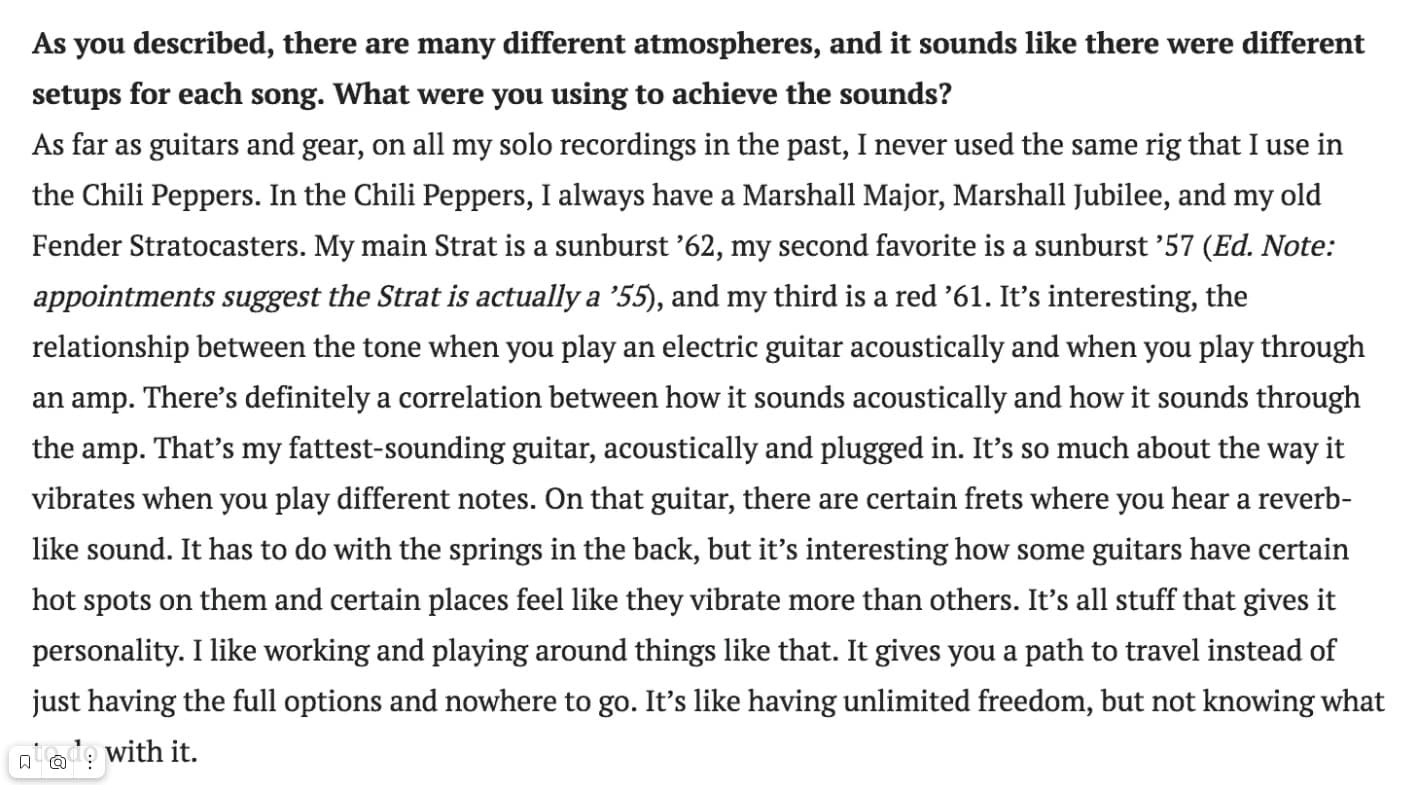 As you described, there are many different atmospheres, and it sounds like there were different
setups for each song. What were you using to achieve the sounds?
As far as guitars and gear, on all my solo recordings in the past, I never used the same rig that I use in
the Chili Peppers. In the Chili Peppers, I always have a Marshall Major, Marshall Jubilee, and my old
Fender Stratocasters. My main Strat is a sunburst ’62, my second favorite is a sunburst ’57 (Ed. Note:
appointments suggest the Strat is actually a ’55), and my third is a red ’61. It’s interesting, the
relationship between the tone when you play an electric guitar acoustically and when you play through
an amp. There’s definitely a correlation between how it sounds acoustically and how it sounds through
the amp. That’s my fattest-sounding guitar, acoustically and plugged in. It’s so much about the way it
vibrates when you play different notes. On that guitar, there are certain frets where you hear a reverb-
like sound. It has to do with the springs in the back, but it’s interesting how some guitars have certain
hot spots on them and certain places feel like they vibrate more than others. It’s all stuff that gives it
personality. I like working and playing around things like that. It gives you a path to travel instead of
just having the full options and nowhere to go. It’s like having unlimited freedom, but not knowing what
to do with it.